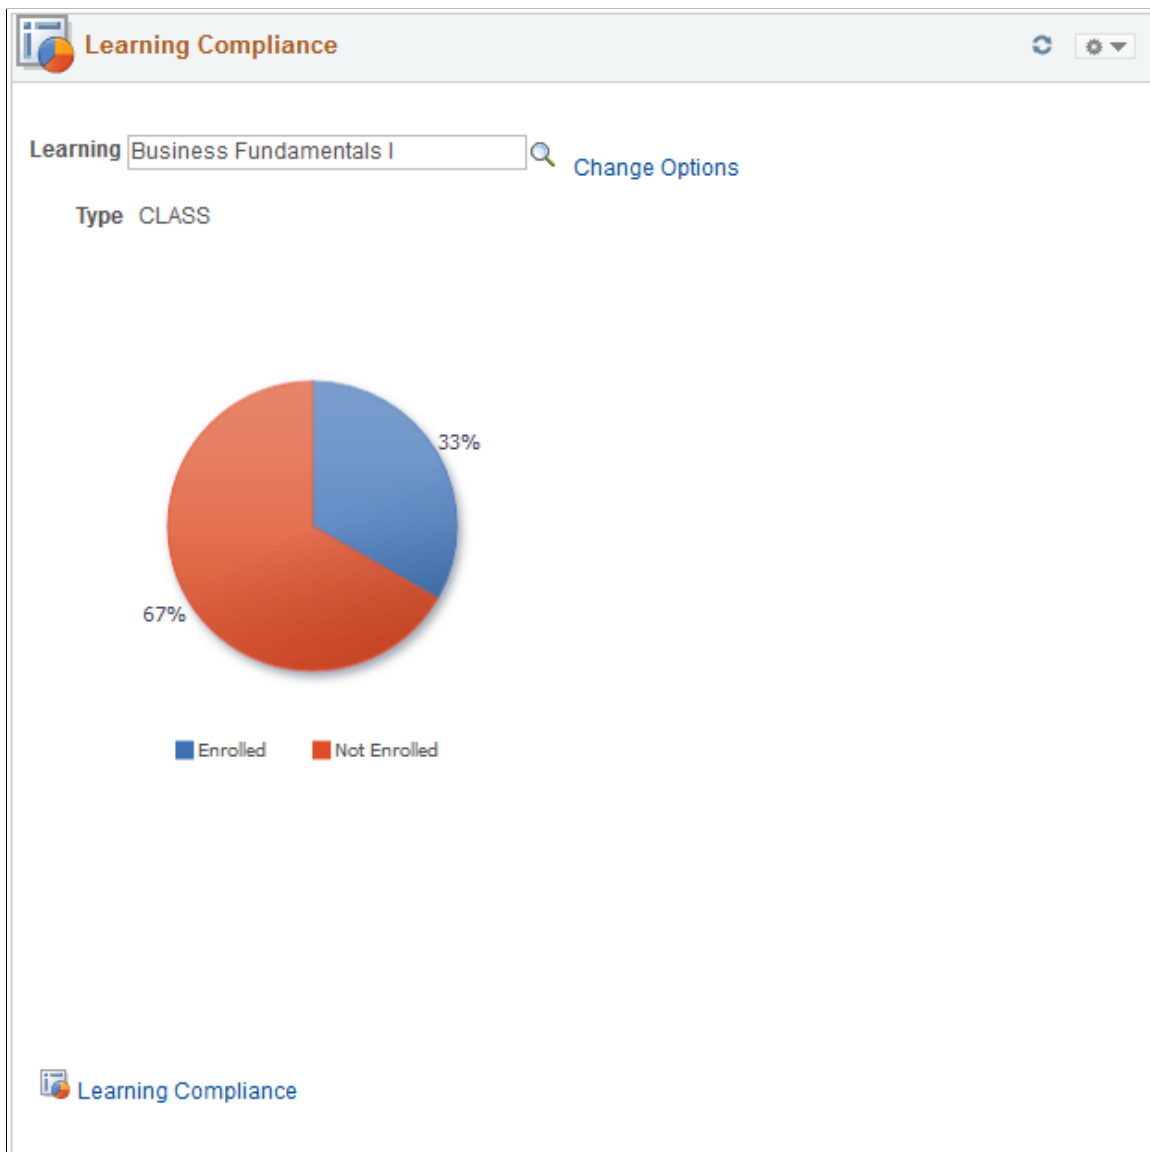 Learning Compliance
Learning Business Fundamentals I
Change Options
Type CLASS
33%
67%
Enrolled Not Enrolled
Learning Compliance